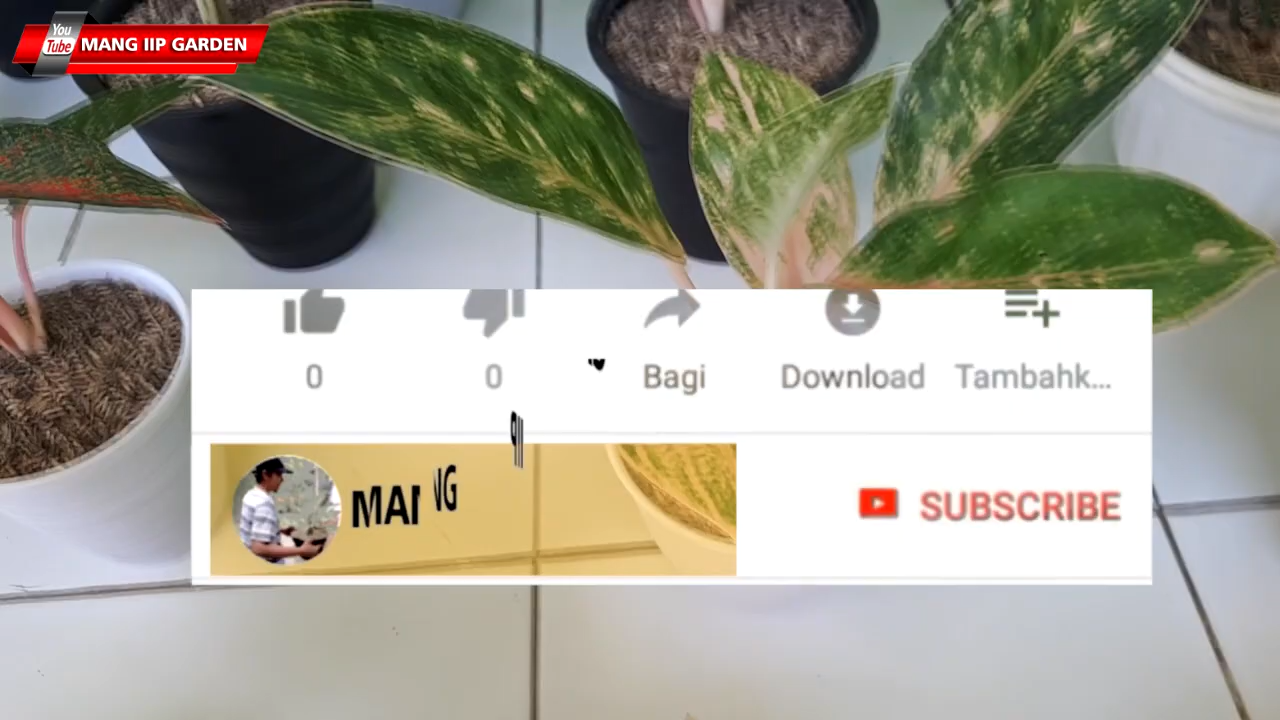 You
Tube
MANG IIP GARDEN
0
0
Bagi
Download
Tambahk...
SUBSCRIBE